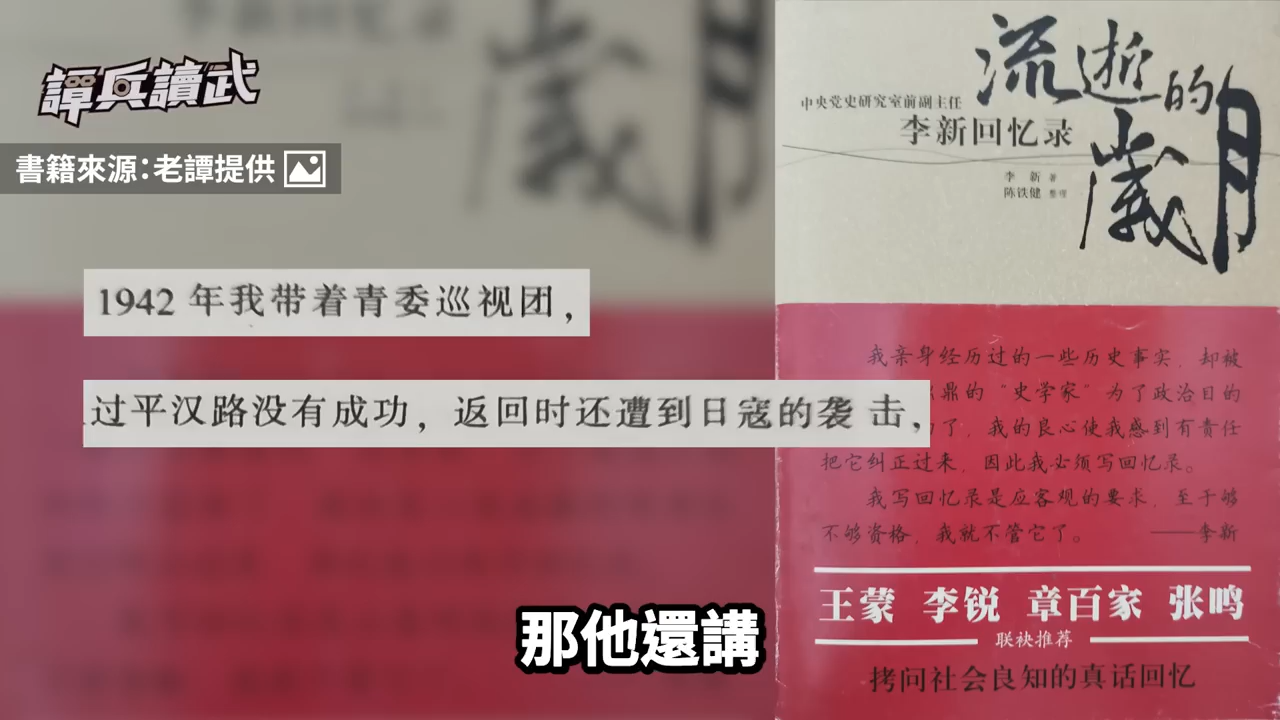 譚兵讀武
書籍來源：老譚提供
1942 年我带着青委巡视团，
过平汉路没有成功，返回时还遭到日寇的袭击，
那他還講
流逝的
歲月
中央党史研究室前副主任
李新回忆录
李 新 著
陈铁健 整理
我亲身经历过的一些历史事实，却被
鼎的“史学家”为了政治目的
了，我的良心使我感到有责任
把它纠正过来，因此我必须写回忆录。
我写回忆录是应客观的要求，至于够
不够资格，我就不管它了。 ——李新
王蒙 李锐 章百家 张鸣
联袂推荐
拷问社会良知的真话回忆